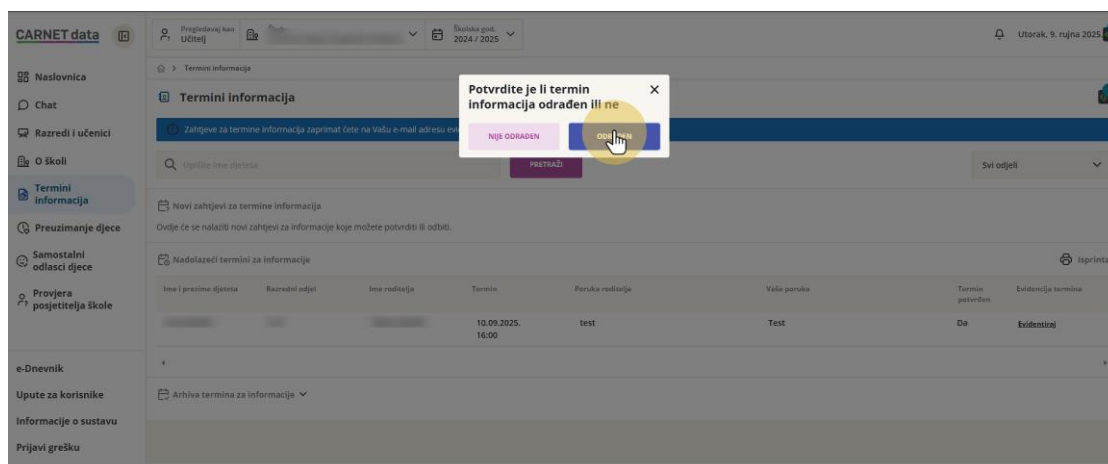 CARNET data
Pregledavaj kao
Učitelj
Školska god.
2024 / 2025
Utorak, 9. rujna 2025.
Naslovnica
Chat
Razredi i učenici
O školi
Termini
informacija
Preuzimanje djece
Samostalni
odlasci djece
Provjera
posjetitelja škole
e-Dnevnik
Upute za korisnike
Informacije o sustavu
Prijavi grešku
> Termini informacija
Termini informacija
Potvrdite je li termin
informacija odrađen ili ne
NIJE ODRAĐEN
Zahtjeve za termine informacija zaprimat ćete na Vašu e-mail adresu evi
Upišite ime djeteta
PRETRAŽI
Svi odjeli
Novi zahtjevi za termine informacija
Ovdje će se nalaziti novi zahtjevi za informacije koje možete potvrditi ili odbiti.
Nadolazeći termini za informacije
Isprinta
Ime i prezime djeteta Razredni odjel Ime roditelja Termin Poruka roditelja Vaša poruka Termin potvrđen Evidencija termina
10.09.2025. 16:00 test Test Da Evidentiraj
Arhiva termina za informacije